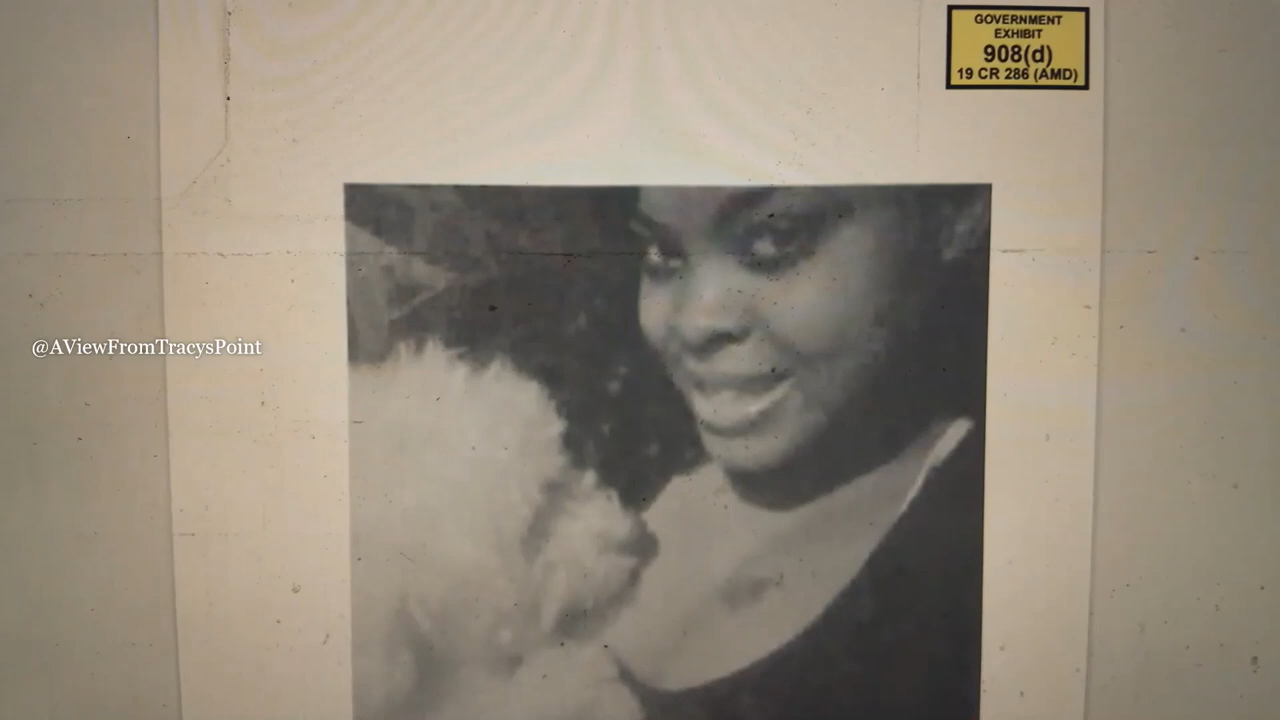 GOVERNMENT
EXHIBIT
908(d)
19 CR 286 (AMD)
@AViewFromTracysPoint